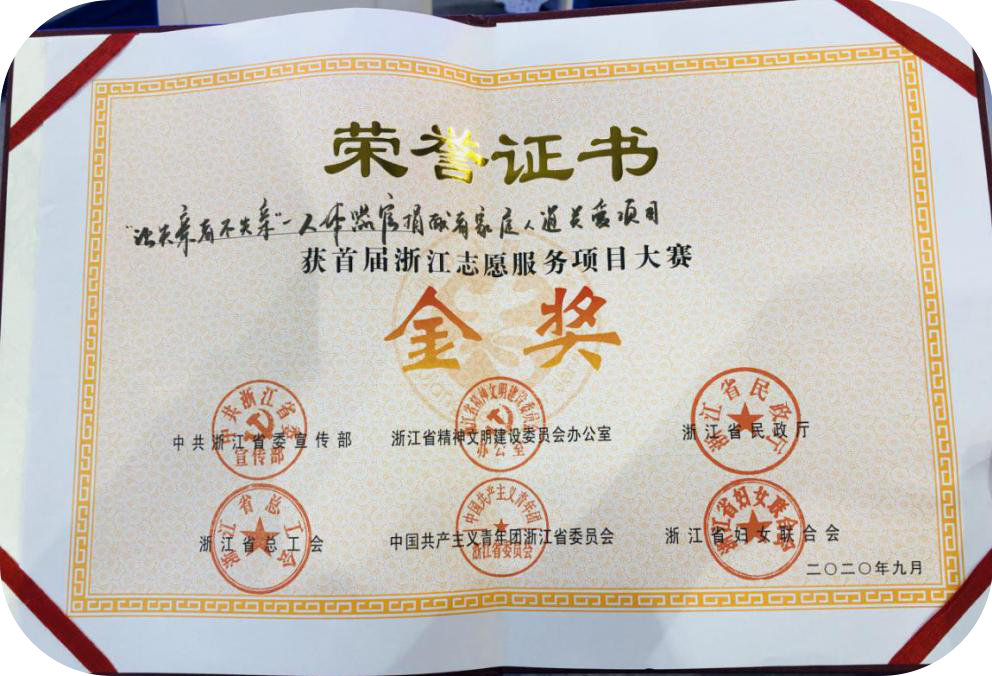 荣誉证书
“让失亲者不失亲”—人体器官捐献者家庭人道关爱项目
获首届浙江志愿服务项目大赛
金奖
中共浙江省委宣传部
浙江省精神文明建设委员会办公室
浙江省民政厅
浙江省总工会
中国共产主义青年团浙江省委员会
浙江省妇女联合会
二〇二〇年九月